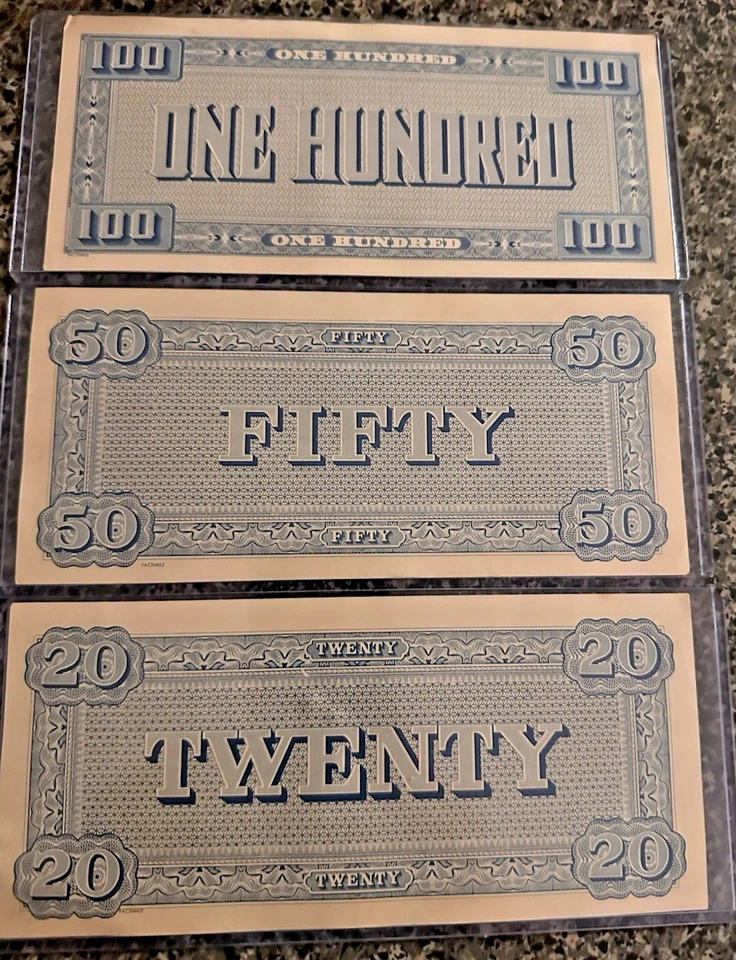 100 ONE HUNDRED 100
ONE HUNDRED
100 ONE HUNDRED 100
50 FIFTY 50
FIFTY
50 FIFTY 50
FACSIMILE
20 TWENTY 20
TWENTY
20 TWENTY 20
FACSIMILE